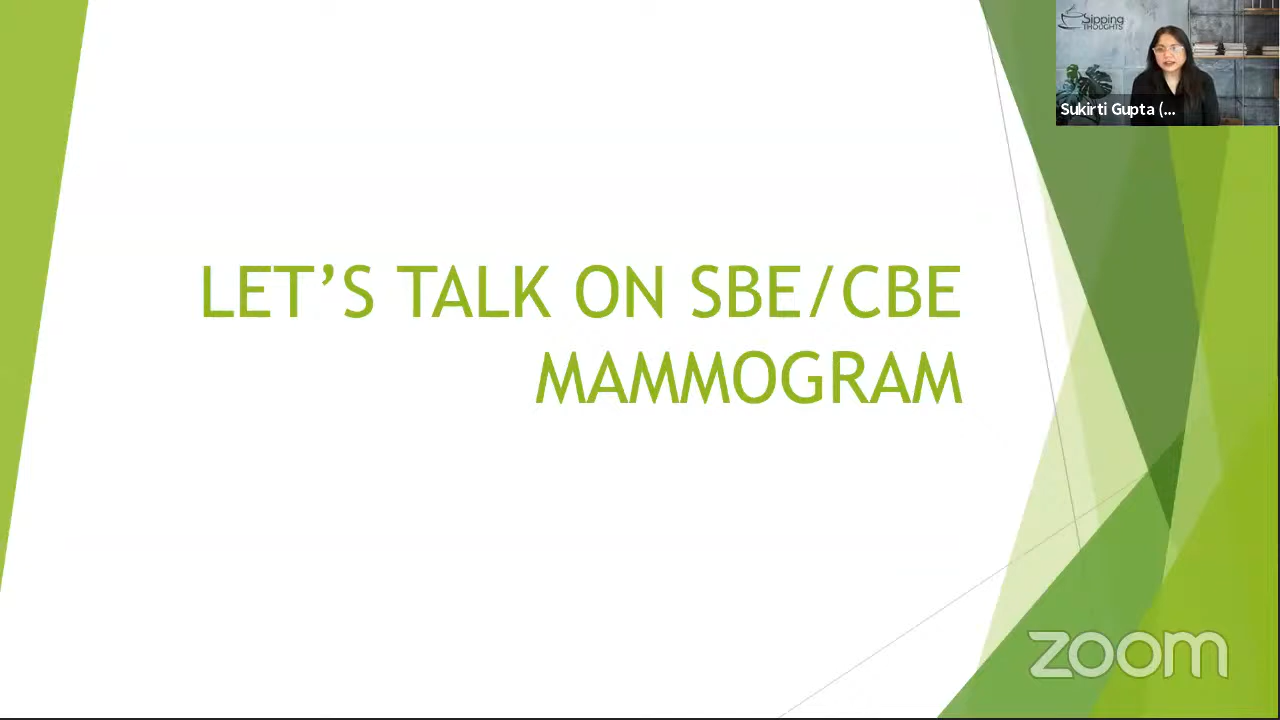 Sipping
THOUGHTS
Sukirti Gupta (...
LET'S TALK ON SBE/CBE
MAMMOGRAM
zoom